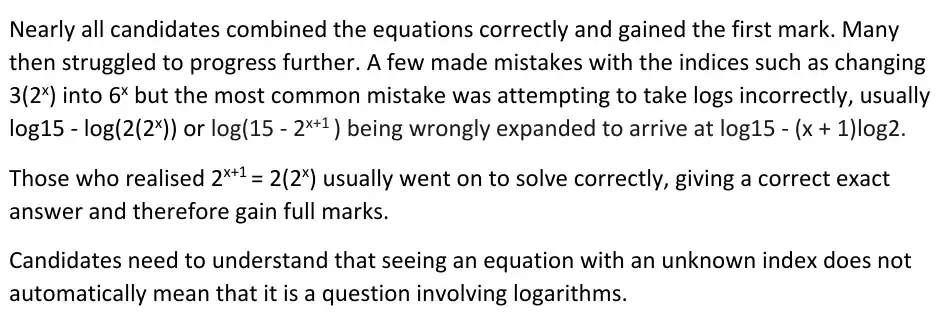 Nearly all candidates combined the equations correctly and gained the first mark. Many
then struggled to progress further. A few made mistakes with the indices such as changing
3(2ˣ) into 6ˣ but the most common mistake was attempting to take logs incorrectly, usually
log15 - log(2(2ˣ)) or log(15 - 2ˣ⁺¹ ) being wrongly expanded to arrive at log15 - (x + 1)log2.
Those who realised 2ˣ⁺¹ = 2(2ˣ) usually went on to solve correctly, giving a correct exact
answer and therefore gain full marks.
Candidates need to understand that seeing an equation with an unknown index does not
automatically mean that it is a question involving logarithms.